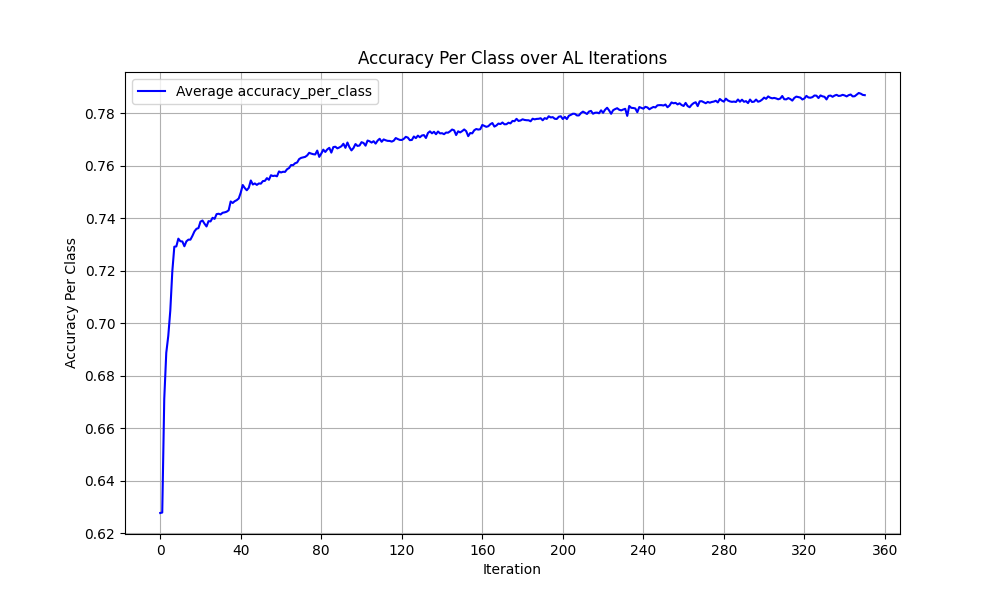 Accuracy Per Class over AL Iterations
Average accuracy_per_class
0.78
0.76
0.74
0.72
0.70
0.68
0.66
0.64
0.62
Accuracy Per Class
0 40 80 120 160 200 240 280 320 360
Iteration